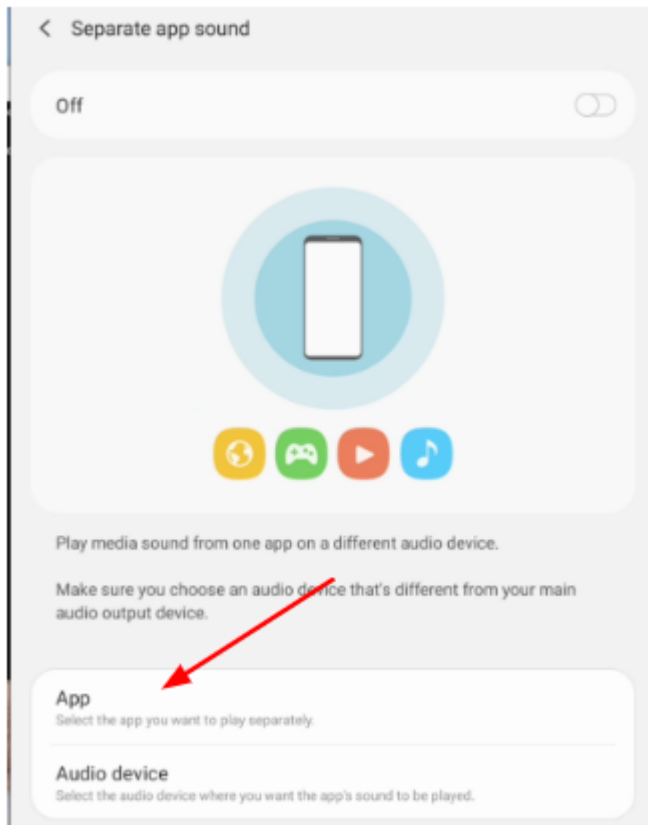 Separate app sound
Off
Play media sound from one app on a different audio device.
Make sure you choose an audio device that's different from your main
audio output device.
App
Select the app you want to play separately.
Audio device
Select the audio device where you want the app's sound to be played.